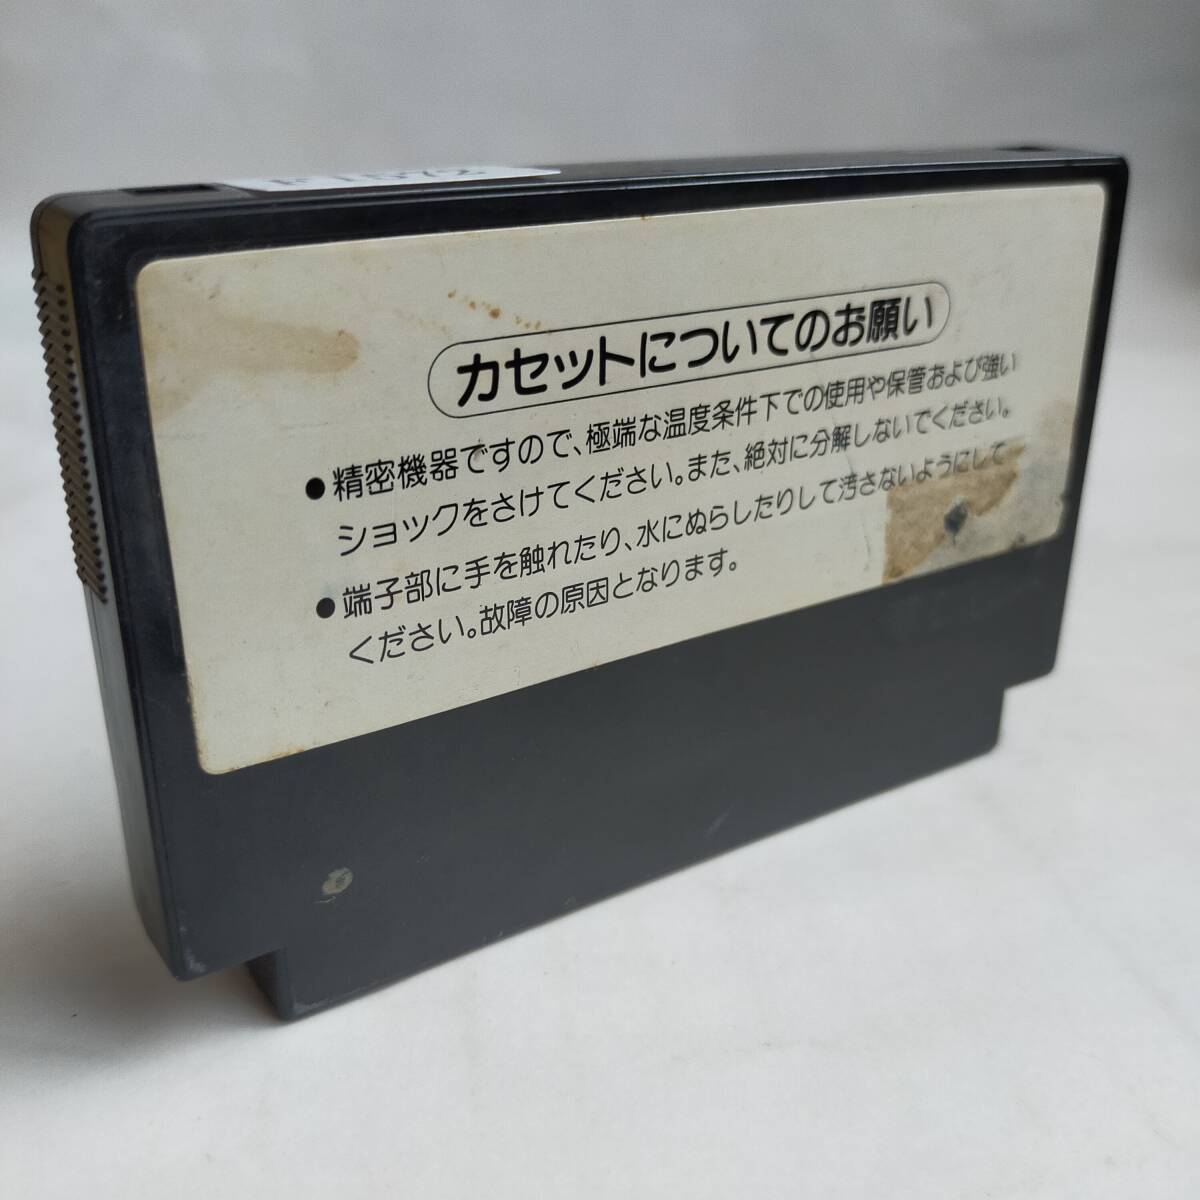 カセットについてのお願い
●精密機器ですので、極端な温度条件下での使用や保管および強い
ショックをさけてください。また、絶対に分解しないでください。
●端子部に手を触れたり、水にぬらしたりして汚さないようにして
ください。故障の原因となります。